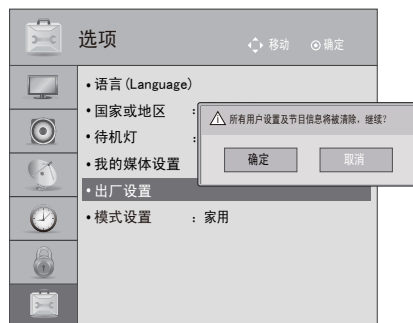 选项
移动 ⊙确定
•语言(Language)
•国家或地区 :
•待机灯 :
•我的媒体设置
•出厂设置
•模式设置 : 家用
所有用户设置及节目信息将被清除，继续?
确定 取消